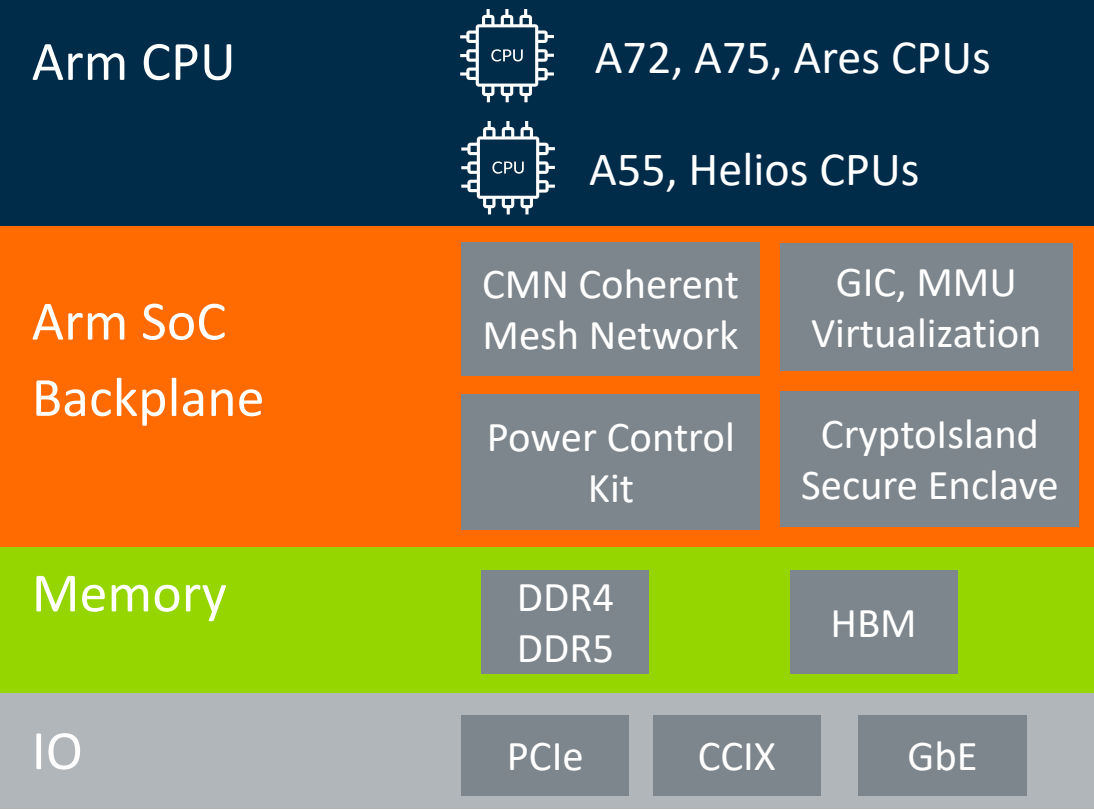 Arm CPU
CPU
A72, A75, Ares CPUs
CPU
A55, Helios CPUs
Arm SoC
Backplane
CMN Coherent
Mesh Network
GIC, MMU
Virtualization
Power Control
Kit
CryptoIsland
Secure Enclave
Memory
DDR4
DDR5
HBM
IO
PCIe
CCIX
GbE